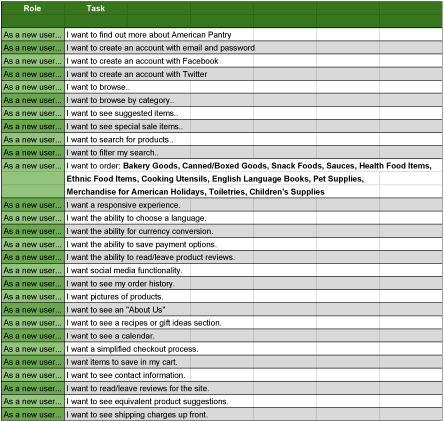 Role Task
As a new user... I want to find out more about American Pantry
As a new user... I want to create an account with email and password
As a new user... I want to create an account with Facebook
As a new user... I want to create an account with Twitter
As a new user... I want to browse..
As a new user... I want to browse by category..
As a new user... I want to see suggested items..
As a new user... I want to see special sale items..
As a new user... I want to search for products..
As a new user... I want to filter my search..
As a new user... I want to order: Bakery Goods, Canned/Boxed Goods, Snack Foods, Sauces, Health Food Items,
Ethnic Food Items, Cooking Utensils, English Language Books, Pet Supplies,
Merchandise for American Holidays, Toiletries, Children's Supplies
As a new user... I want a responsive experience.
As a new user... I want the ability to choose a language.
As a new user... I want the ability for currency conversion.
As a new user... I want the ability to save payment options.
As a new user... I want the ability to read/leave product reviews.
As a new user... I want social media functionality.
As a new user... I want to see my order history.
As a new user... I want pictures of products.
As a new user... I want to see an "About Us"
As a new user... I want to see a recipes or gift ideas section.
As a new user... I want to see a calendar.
As a new user... I want a simplified checkout process.
As a new user... I want items to save in my cart.
As a new user... I want to see contact information.
As a new user... I want to read/leave reviews for the site.
As a new user... I want to see equivalent product suggestions.
As a new user... I want to see shipping charges up front.